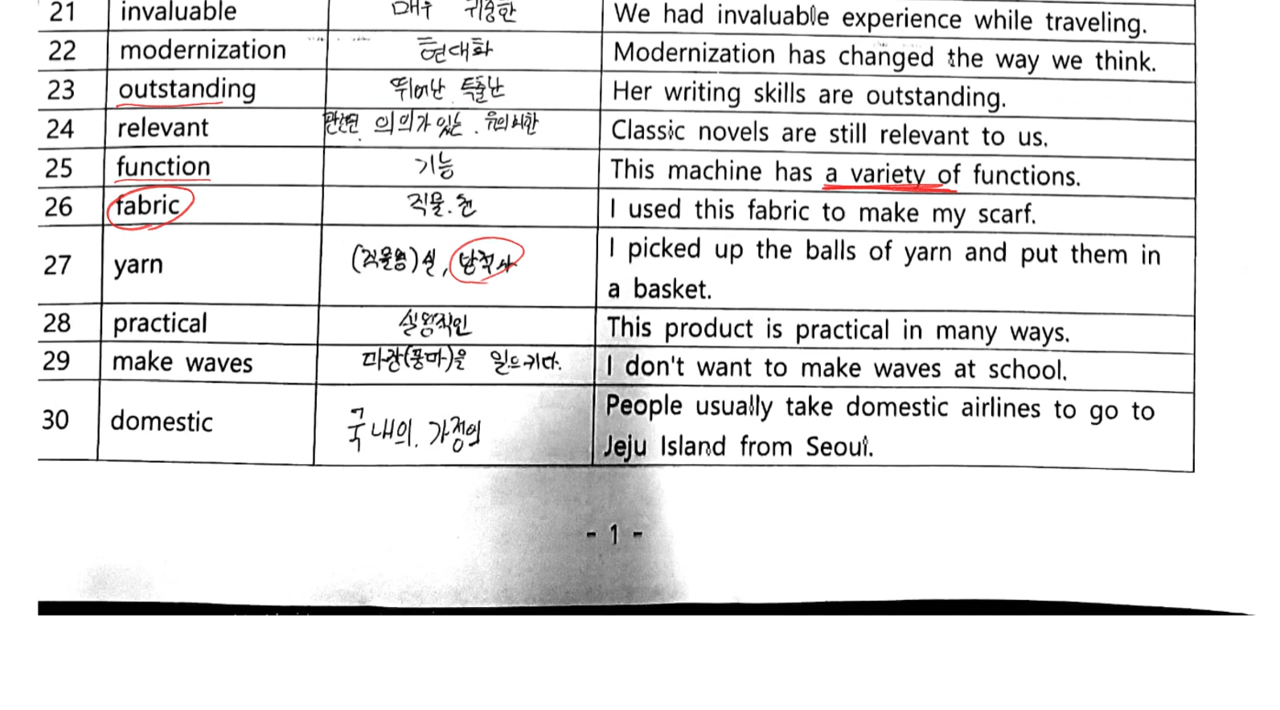 21 invaluable 매우 귀중한 We had invaluable experience while traveling.
22 modernization 현대화 Modernization has changed the way we think.
23 outstanding 뛰어난 특출난 Her writing skills are outstanding.
24 relevant 관련된 의의가 있는. 유의미한 Classic novels are still relevant to us.
25 function 기능 This machine has a variety of functions.
26 fabric 직물. 천 I used this fabric to make my scarf.
27 yarn (직물용) 실, 방적사 I picked up the balls of yarn and put them in
a basket.
28 practical 실용적인 This product is practical in many ways.
29 make waves 파란(풍파)을 일으키다. I don't want to make waves at school.
30 domestic 국내의. 가정의 People usually take domestic airlines to go to
Jeju Island from Seoul.
- 1 -